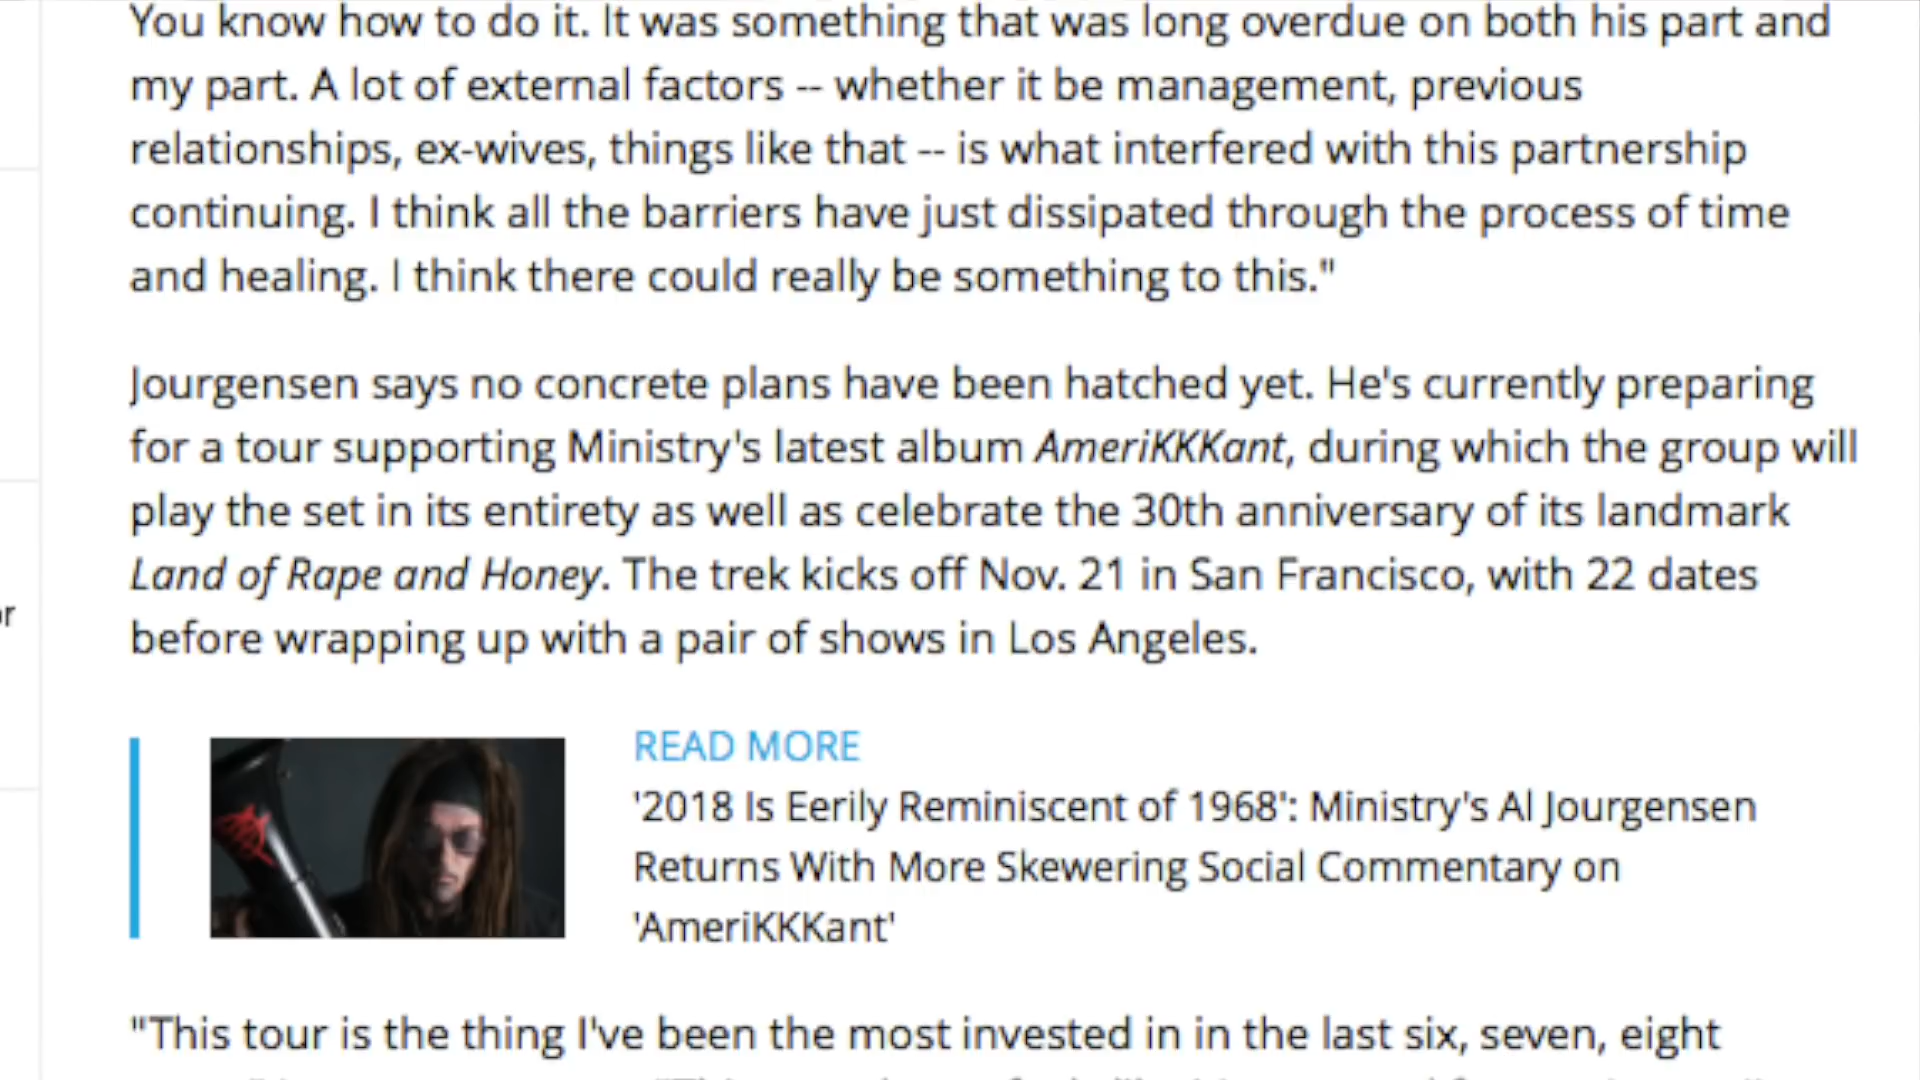 You know how to do it. It was something that was long overdue on both his part and
my part. A lot of external factors -- whether it be management, previous
relationships, ex-wives, things like that -- is what interfered with this partnership
continuing. I think all the barriers have just dissipated through the process of time
and healing. I think there could really be something to this."
Jourgensen says no concrete plans have been hatched yet. He's currently preparing
for a tour supporting Ministry's latest album AmeriKKKant, during which the group will
play the set in its entirety as well as celebrate the 30th anniversary of its landmark
Land of Rape and Honey. The trek kicks off Nov. 21 in San Francisco, with 22 dates
before wrapping up with a pair of shows in Los Angeles.
or
READ MORE
'2018 Is Eerily Reminiscent of 1968': Ministry's Al Jourgensen
Returns With More Skewering Social Commentary on
'AmeriKKKant'
"This tour is the thing I've been the most invested in in the last six, seven, eight